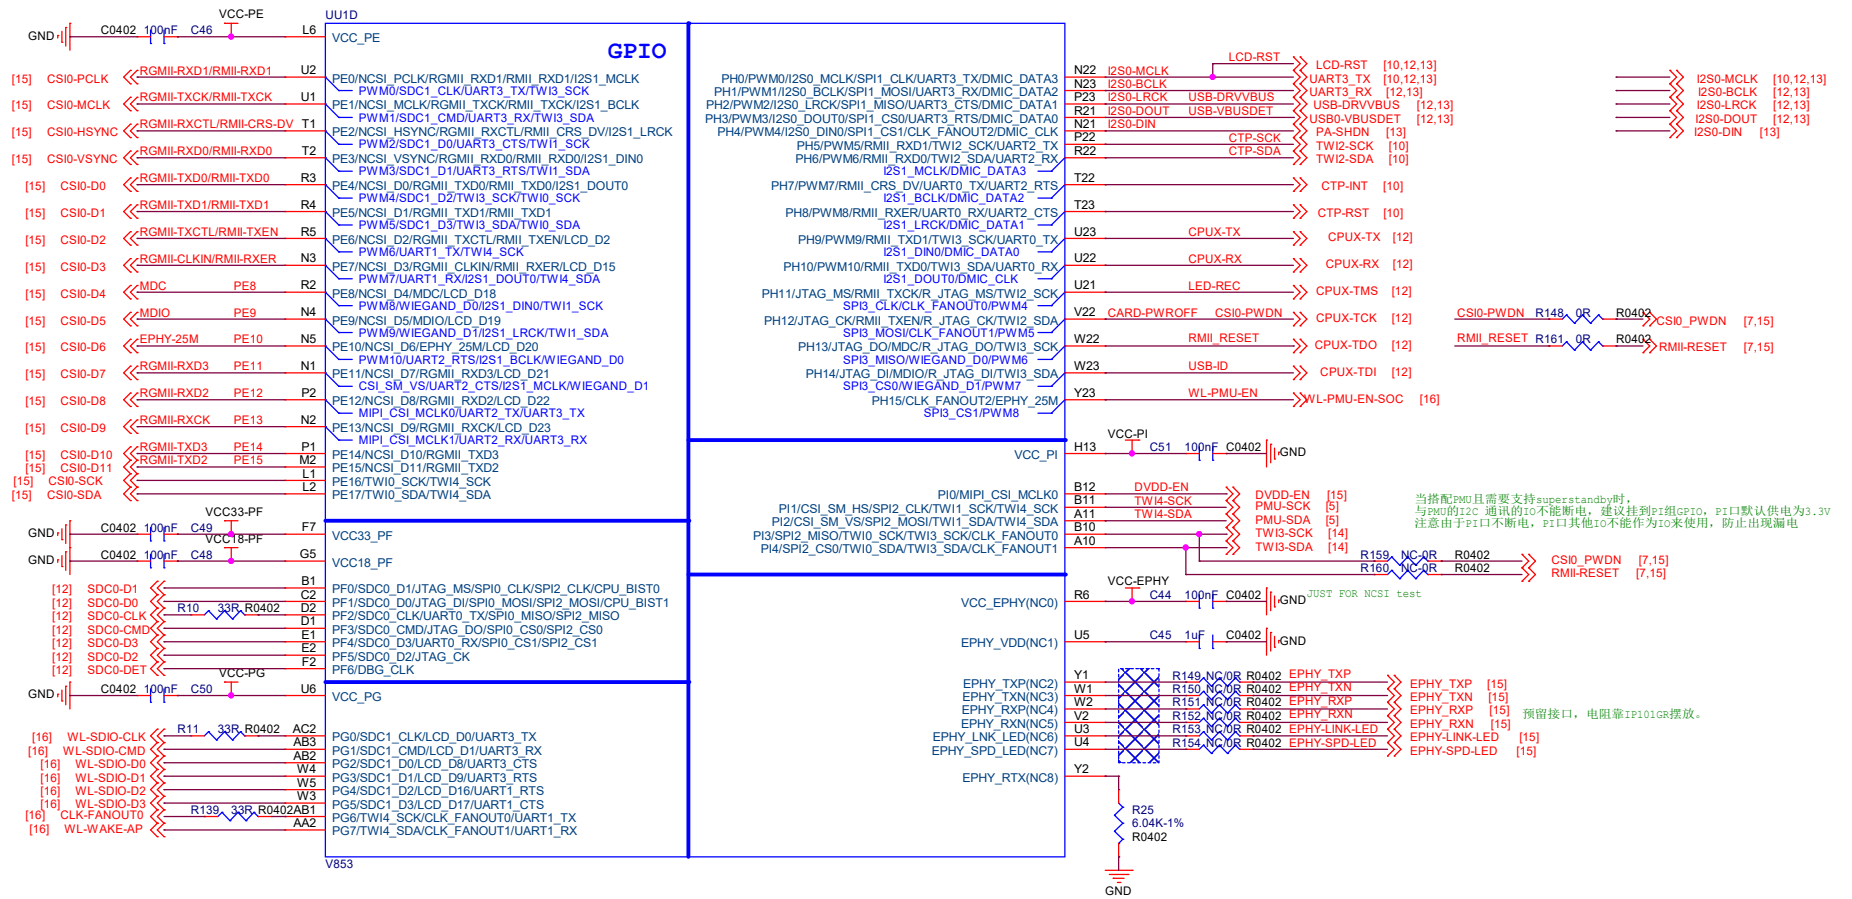 UU1D
GPIO
VCC-PE
GND C0402 100nF C46 L6 VCC_PE
[15] CSI0-PCLK RGMII-RXD1/RMII-RXD1 U2 PE0/NCSI_PCLK/RGMII_RXD1/RMII_RXD1/I2S1_MCLK
PWM0/SDC1_CLK/UART3_TX/TWI3_SCK
[15] CSI0-MCLK RGMII-TXCK/RMII-TXCK U1 PE1/NCSI_MCLK/RGMII_TXCK/RMII_TXCK/I2S1_BCLK
PWM1/SDC1_CMD/UART3_RX/TWI3_SDA
[15] CSI0-HSYNC RGMII-RXCTL/RMII-CRS-DV T1 PE2/NCSI_HSYNC/RGMII_RXCTL/RMII_CRS_DV/I2S1_LRCK
PWM2/SDC1_D0/UART3_CTS/TWI1_SCK
[15] CSI0-VSYNC RGMII-RXD0/RMII-RXD0 T2 PE3/NCSI_VSYNC/RGMII_RXD0/RMII_RXD0/I2S1_DIN0
PWM3/SDC1_D1/UART3_RTS/TWI1_SDA
[15] CSI0-D0 RGMII-TXD0/RMII-TXD0 R3 PE4/NCSI_D0/RGMII_TXD0/RMII_TXD0/I2S1_DOUT0
PWM4/SDC1_D2/TWI3_SCK/TWI0_SCK
[15] CSI0-D1 RGMII-TXD1/RMII-TXD1 R4 PE5/NCSI_D1/RGMII_TXD1/RMII_TXD1
PWM5/SDC1_D3/TWI3_SDA/TWI0_SDA
[15] CSI0-D2 RGMII-TXCTL/RMII-TXEN R5 PE6/NCSI_D2/RGMII_TXCTL/RMII_TXEN/LCD_D2
PWM6/UART1_TX/TWI4_SCK
[15] CSI0-D3 RGMII-CLKIN/RMII-RXER N3 PE7/NCSI_D3/RGMII_CLKIN/RMII_RXER/LCD_D15
PWM7/UART1_RX/I2S1_DOUT0/TWI4_SDA
[15] CSI0-D4 MDC PE8 R2 PE8/NCSI_D4/MDC/LCD_D18
PWM8/WIEGAND_D0/I2S1_DIN0/TWI1_SCK
[15] CSI0-D5 MDIO PE9 N4 PE9/NCSI_D5/MDIO/LCD_D19
PWM9/WIEGAND_D1/I2S1_LRCK/TWI1_SDA
[15] CSI0-D6 EPHY-25M PE10 N5 PE10/NCSI_D6/EPHY_25M/LCD_D20
PWM10/UART2_RTS/I2S1_BCLK/WIEGAND_D0
[15] CSI0-D7 RGMII-RXD3 PE11 N1 PE11/NCSI_D7/RGMII_RXD3/LCD_D21
CSI_SM_VS/UART2_CTS/I2S1_MCLK/WIEGAND_D1
[15] CSI0-D8 RGMII-RXD2 PE12 P2 PE12/NCSI_D8/RGMII_RXD2/LCD_D22
MIPI_CSI_MCLK0/UART2_TX/UART3_TX
[15] CSI0-D9 RGMII-RXCK PE13 N2 PE13/NCSI_D9/RGMII_RXCK/LCD_D23
MIPI_CSI_MCLK1/UART2_RX/UART3_RX
[15] CSI0-D10 RGMII-TXD3 PE14 P1 PE14/NCSI_D10/RGMII_TXD3
[15] CSI0-D11 RGMII-TXD2 PE15 M2 PE15/NCSI_D11/RGMII_TXD2
[15] CSI0-SCK L1 PE16/TWI0_SCK/TWI4_SCK
[15] CSI0-SDA L2 PE17/TWI0_SDA/TWI4_SDA
VCC33-PF
GND C0402 100nF C49 F7 VCC33_PF
VCC18-PF
GND C0402 100nF C48 G5 VCC18_PF
[12] SDC0-D1 B1 PF0/SDC0_D1/JTAG_MS/SPI0_CLK/SPI2_CLK/CPU_BIST0
[12] SDC0-D0 C2 PF1/SDC0_D0/JTAG_DI/SPI0_MOSI/SPI2_MOSI/CPU_BIST1
[12] SDC0-CLK R10 33R R0402 D2 PF2/SDC0_CLK/UART0_TX/SPI0_MISO/SPI2_MISO
[12] SDC0-CMD D1 PF3/SDC0_CMD/JTAG_DO/SPI0_CS0/SPI2_CS0
[12] SDC0-D3 E1 PF4/SDC0_D3/UART0_RX/SPI0_CS1/SPI2_CS1
[12] SDC0-D2 E2 PF5/SDC0_D2/JTAG_CK
[12] SDC0-DET F2 PF6/DBG_CLK
VCC-PG
GND C0402 100nF C50 U6 VCC_PG
[16] WL-SDIO-CLK R11 33R R0402 AC2 PG0/SDC1_CLK/LCD_D0/UART3_TX
[16] WL-SDIO-CMD AB3 PG1/SDC1_CMD/LCD_D1/UART3_RX
[16] WL-SDIO-D0 AB2 PG2/SDC1_D0/LCD_D8/UART3_CTS
[16] WL-SDIO-D1 W4 PG3/SDC1_D1/LCD_D9/UART3_RTS
[16] WL-SDIO-D2 W5 PG4/SDC1_D2/LCD_D16/UART1_RTS
[16] WL-SDIO-D3 W3 PG5/SDC1_D3/LCD_D17/UART1_CTS
[16] CLK-FANOUT0 R139 33R R0402 AB1 PG6/TWI4_SCK/CLK_FANOUT0/UART1_TX
[16] WL-WAKE-AP AA2 PG7/TWI4_SDA/CLK_FANOUT1/UART1_RX
V853
LCD-RST LCD-RST [10,12,13]
PH0/PWM0/I2S0_MCLK/SPI1_CLK/UART3_TX/DMIC_DATA3 N22 I2S0-MCLK UART3_TX [10,12,13] I2S0-MCLK [10,12,13]
PH1/PWM1/I2S0_BCLK/SPI1_MOSI/UART3_RX/DMIC_DATA2 N23 I2S0-BCLK UART3_RX [12,13] I2S0-BCLK [12,13]
PH2/PWM2/I2S0_LRCK/SPI1_MISO/UART3_CTS/DMIC_DATA1 P23 I2S0-LRCK USB-DRVVBUS USB-DRVVBUS [12,13] I2S0-LRCK [12,13]
PH3/PWM3/I2S0_DOUT0/SPI1_CS0/UART3_RTS/DMIC_DATA0 R21 I2S0-DOUT USB-VBUSDET USB0-VBUSDET [12,13] I2S0-DOUT [12,13]
PH4/PWM4/I2S0_DIN0/SPI1_CS1/CLK_FANOUT2/DMIC_CLK N21 I2S0-DIN PA-SHDN [13] I2S0-DIN [13]
PH5/PWM5/RMII_RXD1/TWI2_SCK/UART2_TX P22 CTP-SCK TWI2-SCK [10]
PH6/PWM6/RMII_RXD0/TWI2_SDA/UART2_RX R22 CTP-SDA TWI2-SDA [10]
I2S1_MCLK/DMIC_DATA3
PH7/PWM7/RMII_CRS_DV/UART0_TX/UART2_RTS T22 CTP-INT [10]
I2S1_BCLK/DMIC_DATA2
PH8/PWM8/RMII_RXER/UART0_RX/UART2_CTS T23 CTP-RST [10]
I2S1_LRCK/DMIC_DATA1
PH9/PWM9/RMII_TXD1/TWI3_SCK/UART0_TX U23 CPUX-TX CPUX-TX [12]
I2S1_DIN0/DMIC_DATA0
PH10/PWM10/RMII_TXD0/TWI3_SDA/UART0_RX U22 CPUX-RX CPUX-RX [12]
I2S1_DOUT0/DMIC_CLK
PH11/JTAG_MS/RMII_TXCK/R_JTAG_MS/TWI2_SCK U21 LED-REC CPUX-TMS [12]
SPI3_CLK/CLK_FANOUT0/PWM4
PH12/JTAG_CK/RMII_TXEN/R_JTAG_CK/TWI2_SDA V22 CARD-PWROFF CSI0-PWDN CPUX-TCK [12] CSI0-PWDN R148 0R R0402 CSI0_PWDN [7,15]
SPI3_MOSI/CLK_FANOUT1/PWM5
PH13/JTAG_DO/MDC/R_JTAG_DO/TWI3_SCK W22 RMII_RESET CPUX-TDO [12] RMII_RESET R161 0R R0402 RMII-RESET [7,15]
SPI3_MISO/WIEGAND_D0/PWM6
PH14/JTAG_DI/MDIO/R_JTAG_DI/TWI3_SDA W23 USB-ID CPUX-TDI [12]
SPI3_CS0/WIEGAND_D1/PWM7
PH15/CLK_FANOUT2/EPHY_25M Y23 WL-PMU-EN WL-PMU-EN-SOC [16]
SPI3_CS1/PWM8
VCC-PI
VCC_PI H13 C51 100nF C0402 GND
PI0/MIPI_CSI_MCLK0 B12 DVDD-EN DVDD-EN [15]
PI1/CSI_SM_HS/SPI2_CLK/TWI1_SCK/TWI4_SCK B11 TWI4-SCK PMU-SCK [5]
PI2/CSI_SM_VS/SPI2_MOSI/TWI1_SDA/TWI4_SDA A11 TWI4-SDA PMU-SDA [5]
PI3/SPI2_MISO/TWI0_SCK/TWI3_SCK/CLK_FANOUT0 B10 TWI3-SCK [14]
PI4/SPI2_CS0/TWI0_SDA/TWI3_SDA/CLK_FANOUT1 A10 TWI3-SDA [14]
当搭配PMU且需要支持superstandby时,
与PMU的I2C 通讯的IO不能断电, 建议挂到PI组GPIO, PI口默认供电为3.3V
注意由于PI口不断电, PI口其他IO不能作为IO来使用, 防止出现漏电
R159 NC-0R R0402 CSI0_PWDN [7,15]
R160 NC-0R R0402 RMII-RESET [7,15]
JUST FOR NCSI test
VCC-EPHY
VCC_EPHY(NC0) R6 C44 100nF C0402 GND
EPHY_VDD(NC1) U5 C45 1uF C0402 GND
EPHY_TXP(NC2) Y1 R149 NC/0R R0402 EPHY_TXP EPHY_TXP [15]
EPHY_TXN(NC3) W1 R150 NC/0R R0402 EPHY_TXN EPHY_TXN [15]
EPHY_RXP(NC4) W2 R151 NC/0R R0402 EPHY_RXP EPHY_RXP [15]
EPHY_RXN(NC5) V2 R152 NC/0R R0402 EPHY_RXN EPHY_RXN [15]
EPHY_LNK_LED(NC6) U3 R153 NC/0R R0402 EPHY-LINK-LED EPHY-LINK-LED [15]
EPHY_SPD_LED(NC7) U4 R154 NC/0R R0402 EPHY-SPD-LED EPHY-SPD-LED [15]
预留接口, 电阻靠IP101GR摆放。
EPHY_RTX(NC8) Y2
R25
6.04K-1%
R0402
GND